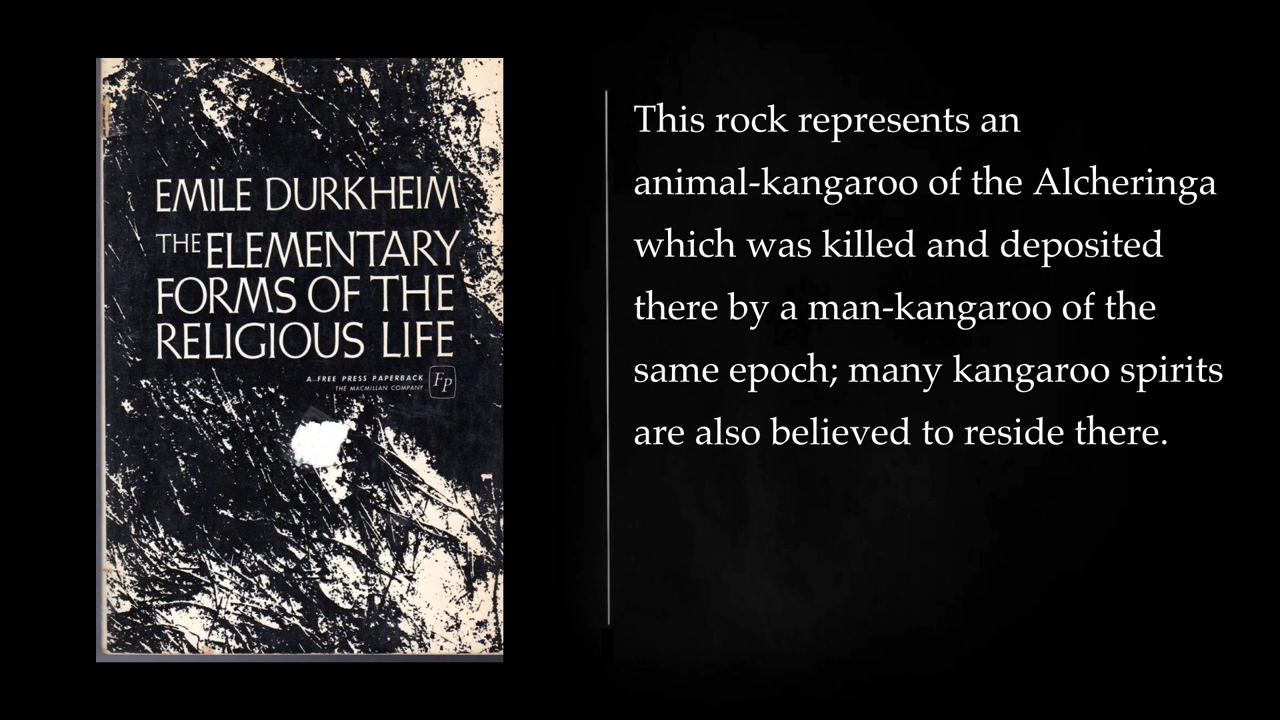 EMILE DURKHEIM
THE ELEMENTARY
FORMS OF THE
RELIGIOUS LIFE
A FREE PRESS PAPERBACK
THE MACMILLAN COMPANY
Fp
This rock represents an
animal-kangaroo of the Alcheringa
which was killed and deposited
there by a man-kangaroo of the
same epoch; many kangaroo spirits
are also believed to reside there.